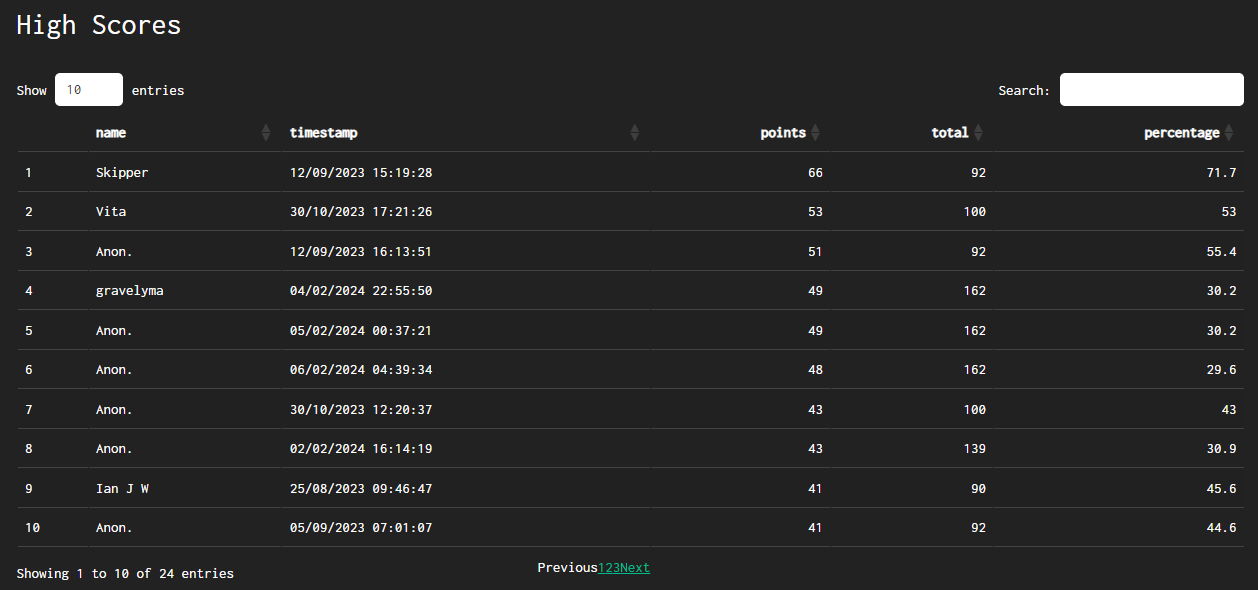 High Scores
Show 10 entries Search:
name timestamp points total percentage
1 Skipper 12/09/2023 15:19:28 66 92 71.7
2 Vita 30/10/2023 17:21:26 53 100 53
3 Anon. 12/09/2023 16:13:51 51 92 55.4
4 gravelyma 04/02/2024 22:55:50 49 162 30.2
5 Anon. 05/02/2024 00:37:21 49 162 30.2
6 Anon. 06/02/2024 04:39:34 48 162 29.6
7 Anon. 30/10/2023 12:20:37 43 100 43
8 Anon. 02/02/2024 16:14:19 43 139 30.9
9 Ian J W 25/08/2023 09:46:47 41 90 45.6
10 Anon. 05/09/2023 07:01:07 41 92 44.6
Showing 1 to 10 of 24 entries Previous123Next